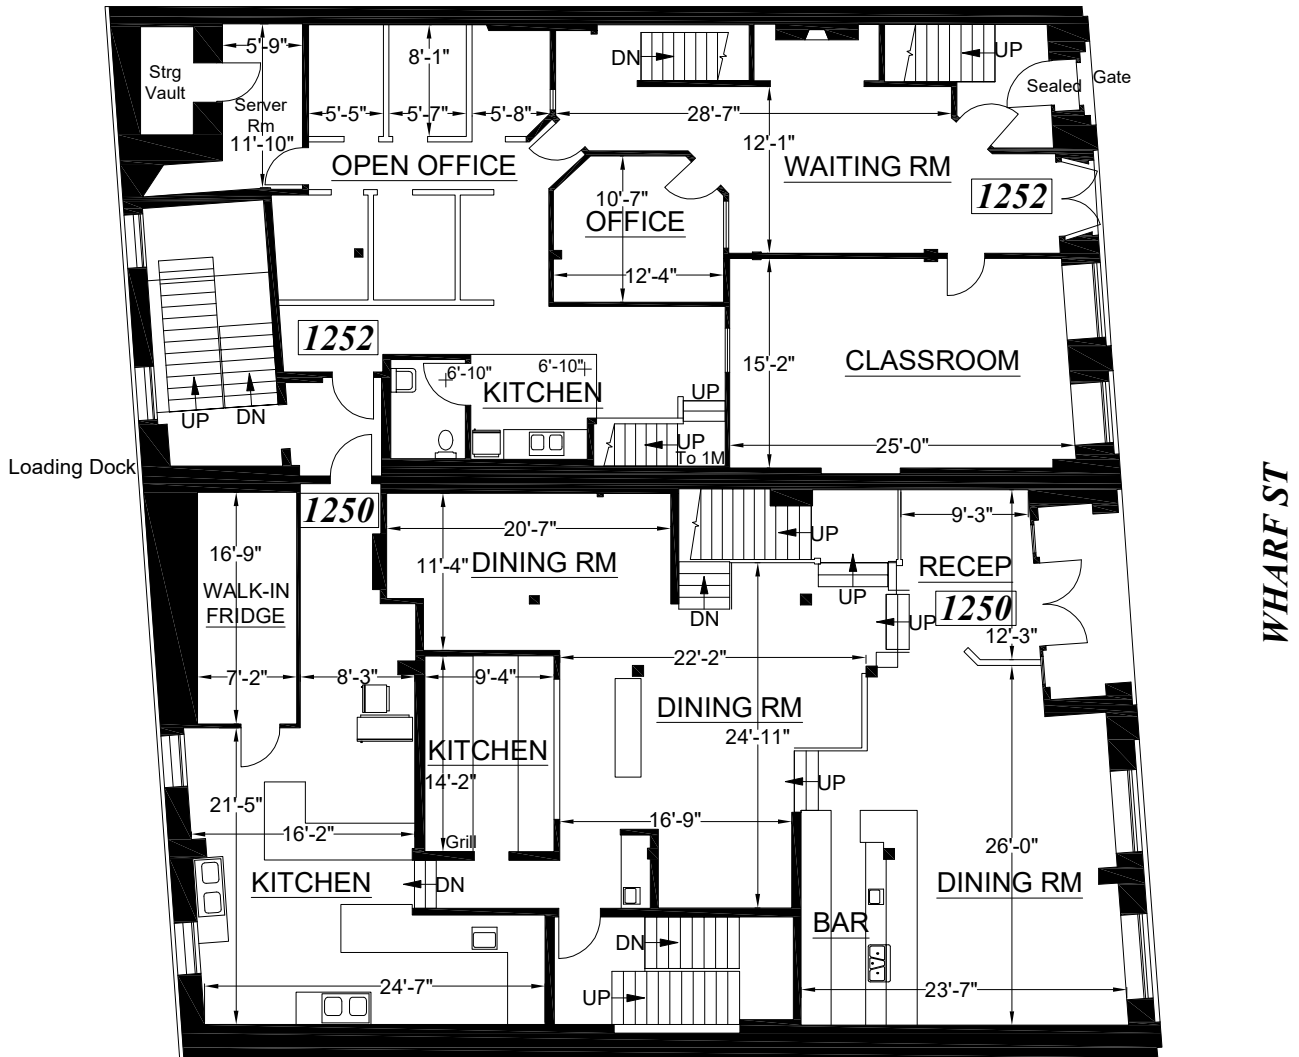 5'-9"
8'-1"
DN
UP
Strg
Vault
Sealed
Gate
Server
Rm
11'-10"
5'-5"
5'-7"
5'-8"
28'-7"
12'-1"
OPEN OFFICE
WAITING RM
1252
10'-7"
OFFICE
12'-4"
1252
15'-2"
CLASSROOM
6'-10"
6'-10"
KITCHEN
UP
UP
DN
UP
To 1M
25'-0"
Loading Dock
WHARF ST
1250
20'-7"
9'-3"
UP
16'-9"
11'-4"
DINING RM
RECEP
WALK-IN
FRIDGE
DN
UP
1250
UP
12'-3"
7'-2"
8'-3"
9'-4"
22'-2"
DINING RM
24'-11"
KITCHEN
14'-2"
UP
21'-5"
16'-2"
16'-9"
Grill
26'-0"
KITCHEN
DN
DINING RM
BAR
DN
24'-7"
UP
23'-7"